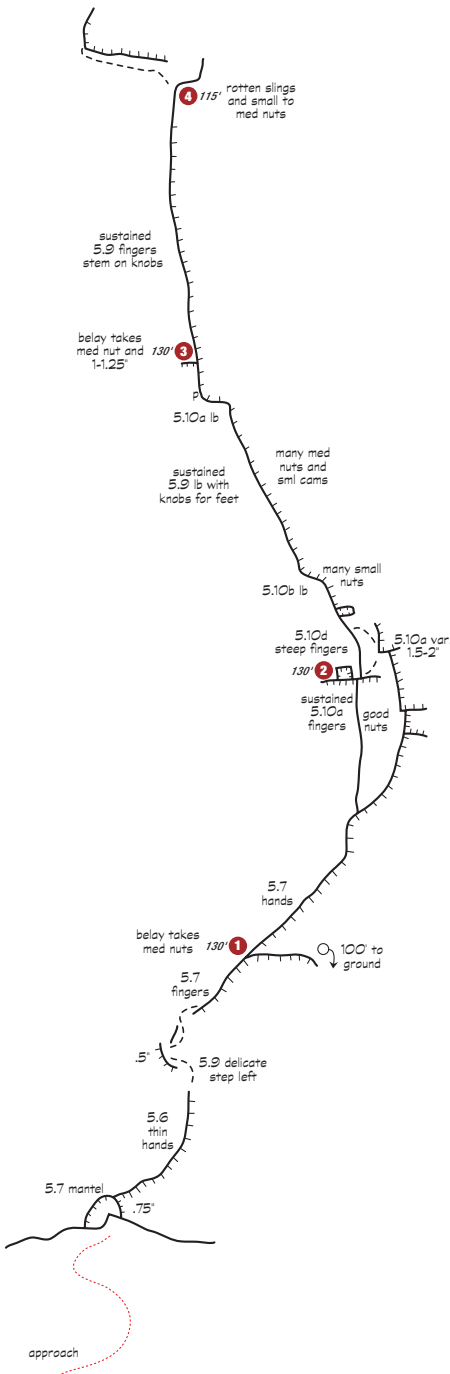 4 115' rotten slings
and small to
med nuts
sustained
5.9 fingers
stem on knobs
belay takes
med nut and
1-1.25"
130' 3
P
5.10a lb
many med
nuts and
sml cams
sustained
5.9 lb with
knobs for feet
many small
nuts
5.10b lb
5.10d
steep fingers
5.10a var
1.5-2"
130' 2
sustained
5.10a
fingers
good
nuts
5.7
hands
belay takes
med nuts
130' 1
100' to
ground
5.7
fingers
.5"
5.9 delicate
step left
5.6
thin
hands
5.7 mantel
.75"
approach